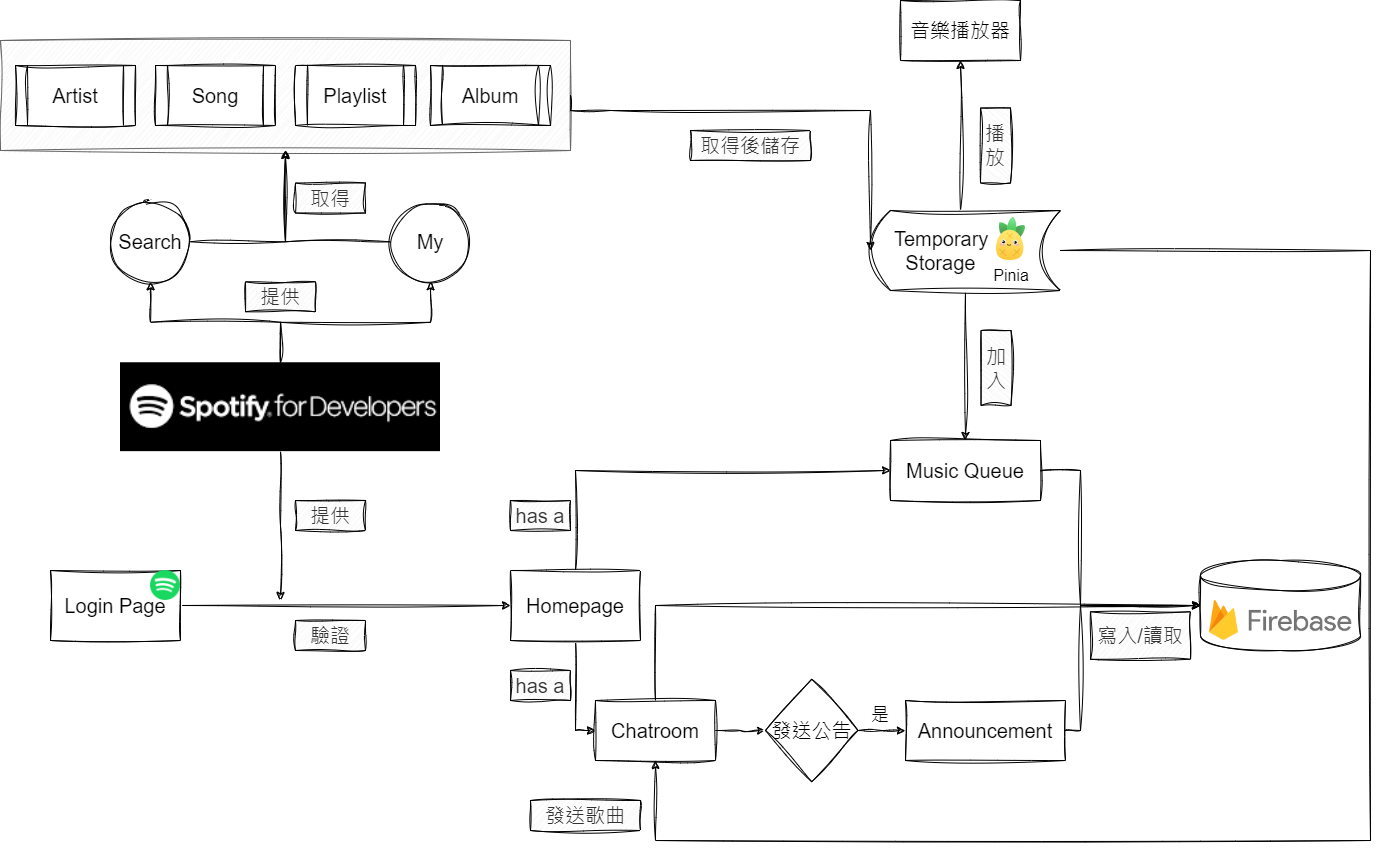 音樂播放器
Artist
Song
Playlist
Album
取得後儲存
播
放
取得
Search
My
Temporary
Storage
Pinia
提供
加
入
Spotify for Developers
Music Queue
提供
has a
Login Page
Homepage
驗證
Firebase
寫入/讀取
has a
Chatroom
發送公告
是
Announcement
發送歌曲